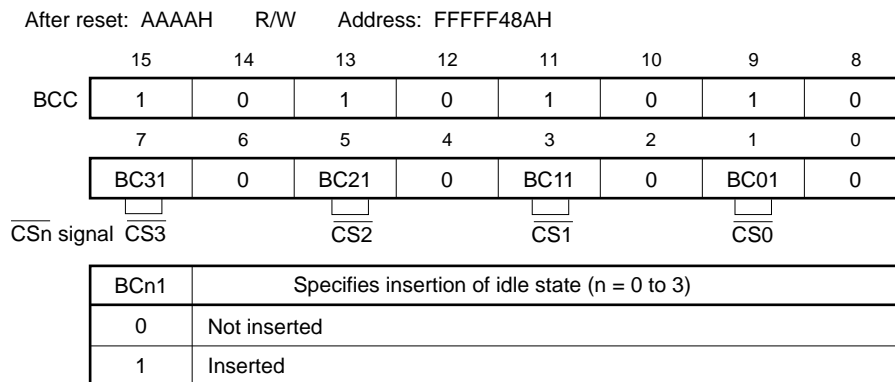 After reset: AAAAH R/W Address: FFFFF48AH
15 14 13 12 11 10 9 8
BCC 1 0 1 0 1 0 1 0
7 6 5 4 3 2 1 0
BC31 0 BC21 0 BC11 0 BC01 0
CSn signal CS3 CS2 CS1 CS0
BCn1 Specifies insertion of idle state (n = 0 to 3)
0 Not inserted
1 Inserted